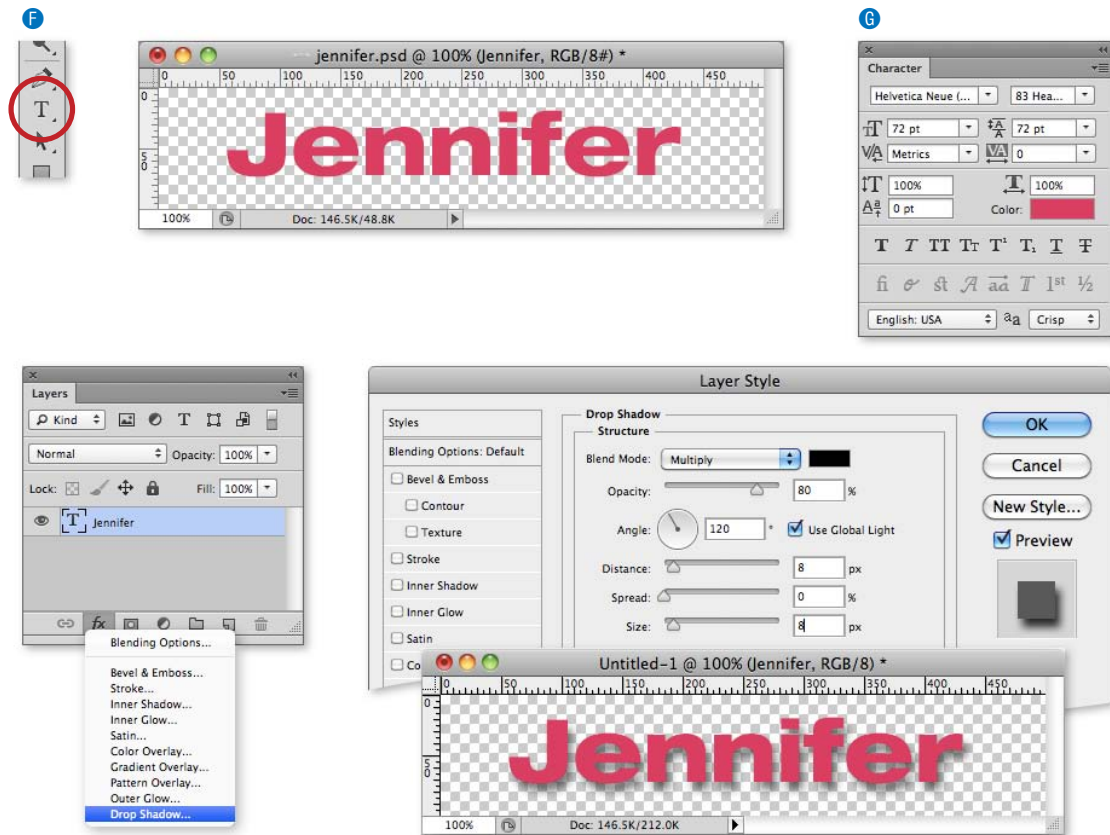 F
jennifer.psd @ 100% (Jennifer, RGB/8#) *
0 50 100 150 200 250 300 350 400 450
0
T
Jennifer
50
100% Doc: 146.5K/48.8K
G
Character
Helvetica Neue (... 83 Hea...
72 pt 72 pt
Metrics 0
100% 100%
0 pt Color:
T T TT TT T¹ T₁ T T
fi st A aa T 1st ½
English: USA aa Crisp
Layers
Kind
Normal Opacity: 100%
Lock: Fill: 100%
T Jennifer
fx
Blending Options...
Bevel & Emboss...
Stroke...
Inner Shadow...
Inner Glow...
Satin...
Color Overlay...
Gradient Overlay...
Pattern Overlay...
Outer Glow...
Drop Shadow...
Layer Style
Styles
Blending Options: Default
Bevel & Emboss
Contour
Texture
Stroke
Inner Shadow
Inner Glow
Satin
Co
Drop Shadow
Structure
Blend Mode: Multiply
Opacity: 80 %
Angle: 120 ° Use Global Light
Distance: 8 px
Spread: 0 %
Size: 8 px
OK
Cancel
New Style...
Preview
Untitled-1 @ 100% (Jennifer, RGB/8) *
0 50 100 150 200 250 300 350 400 450
0
Jennifer
50
100% Doc: 146.5K/212.0K